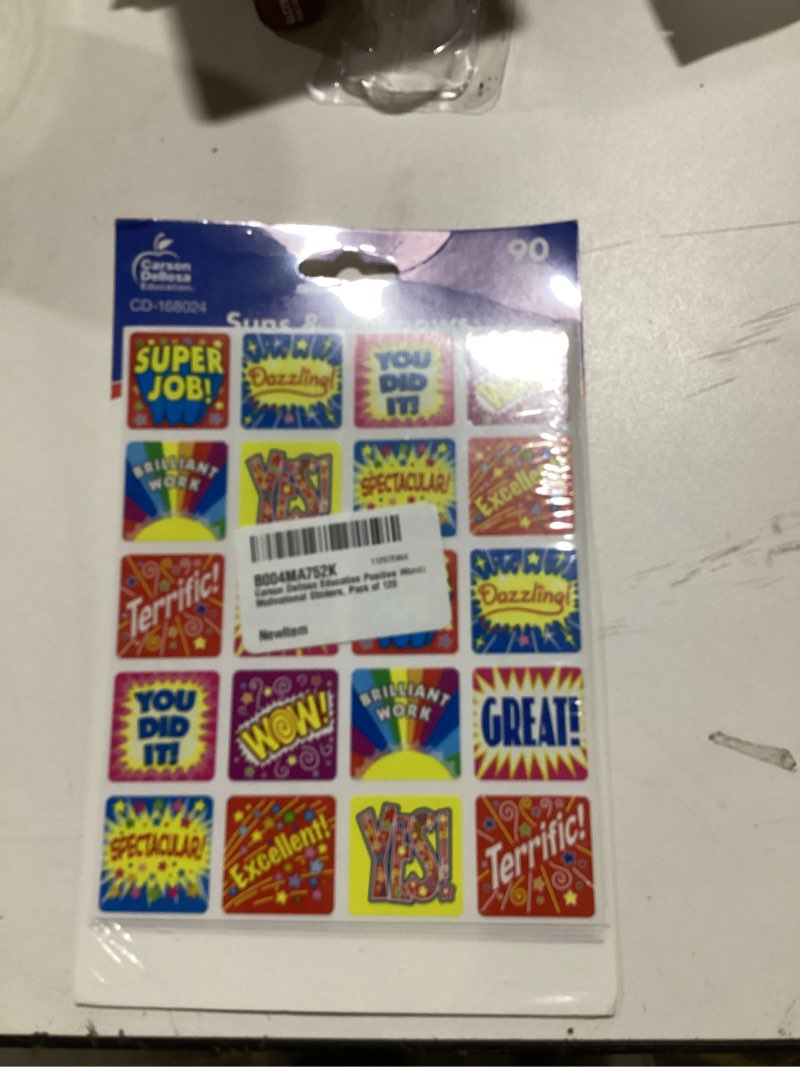 90
Carson
Dellosa
Education
CD-168024
Suns &
SUPER
JOB!
Dazzling!
YOU
DID
IT!
BRILLIANT
WORK
YES!
SPECTACULAR!
Excelle
Terrific!
B004MA752K
Carson Dellosa Education Positive Words
Motivational Stickers, Pack of 120
NewItem
Dazzling!
YOU
DID
IT!
WOW!
BRILLIANT
WORK
GREAT!
SPECTACULAR!
Excellent!
YES!
Terrific!